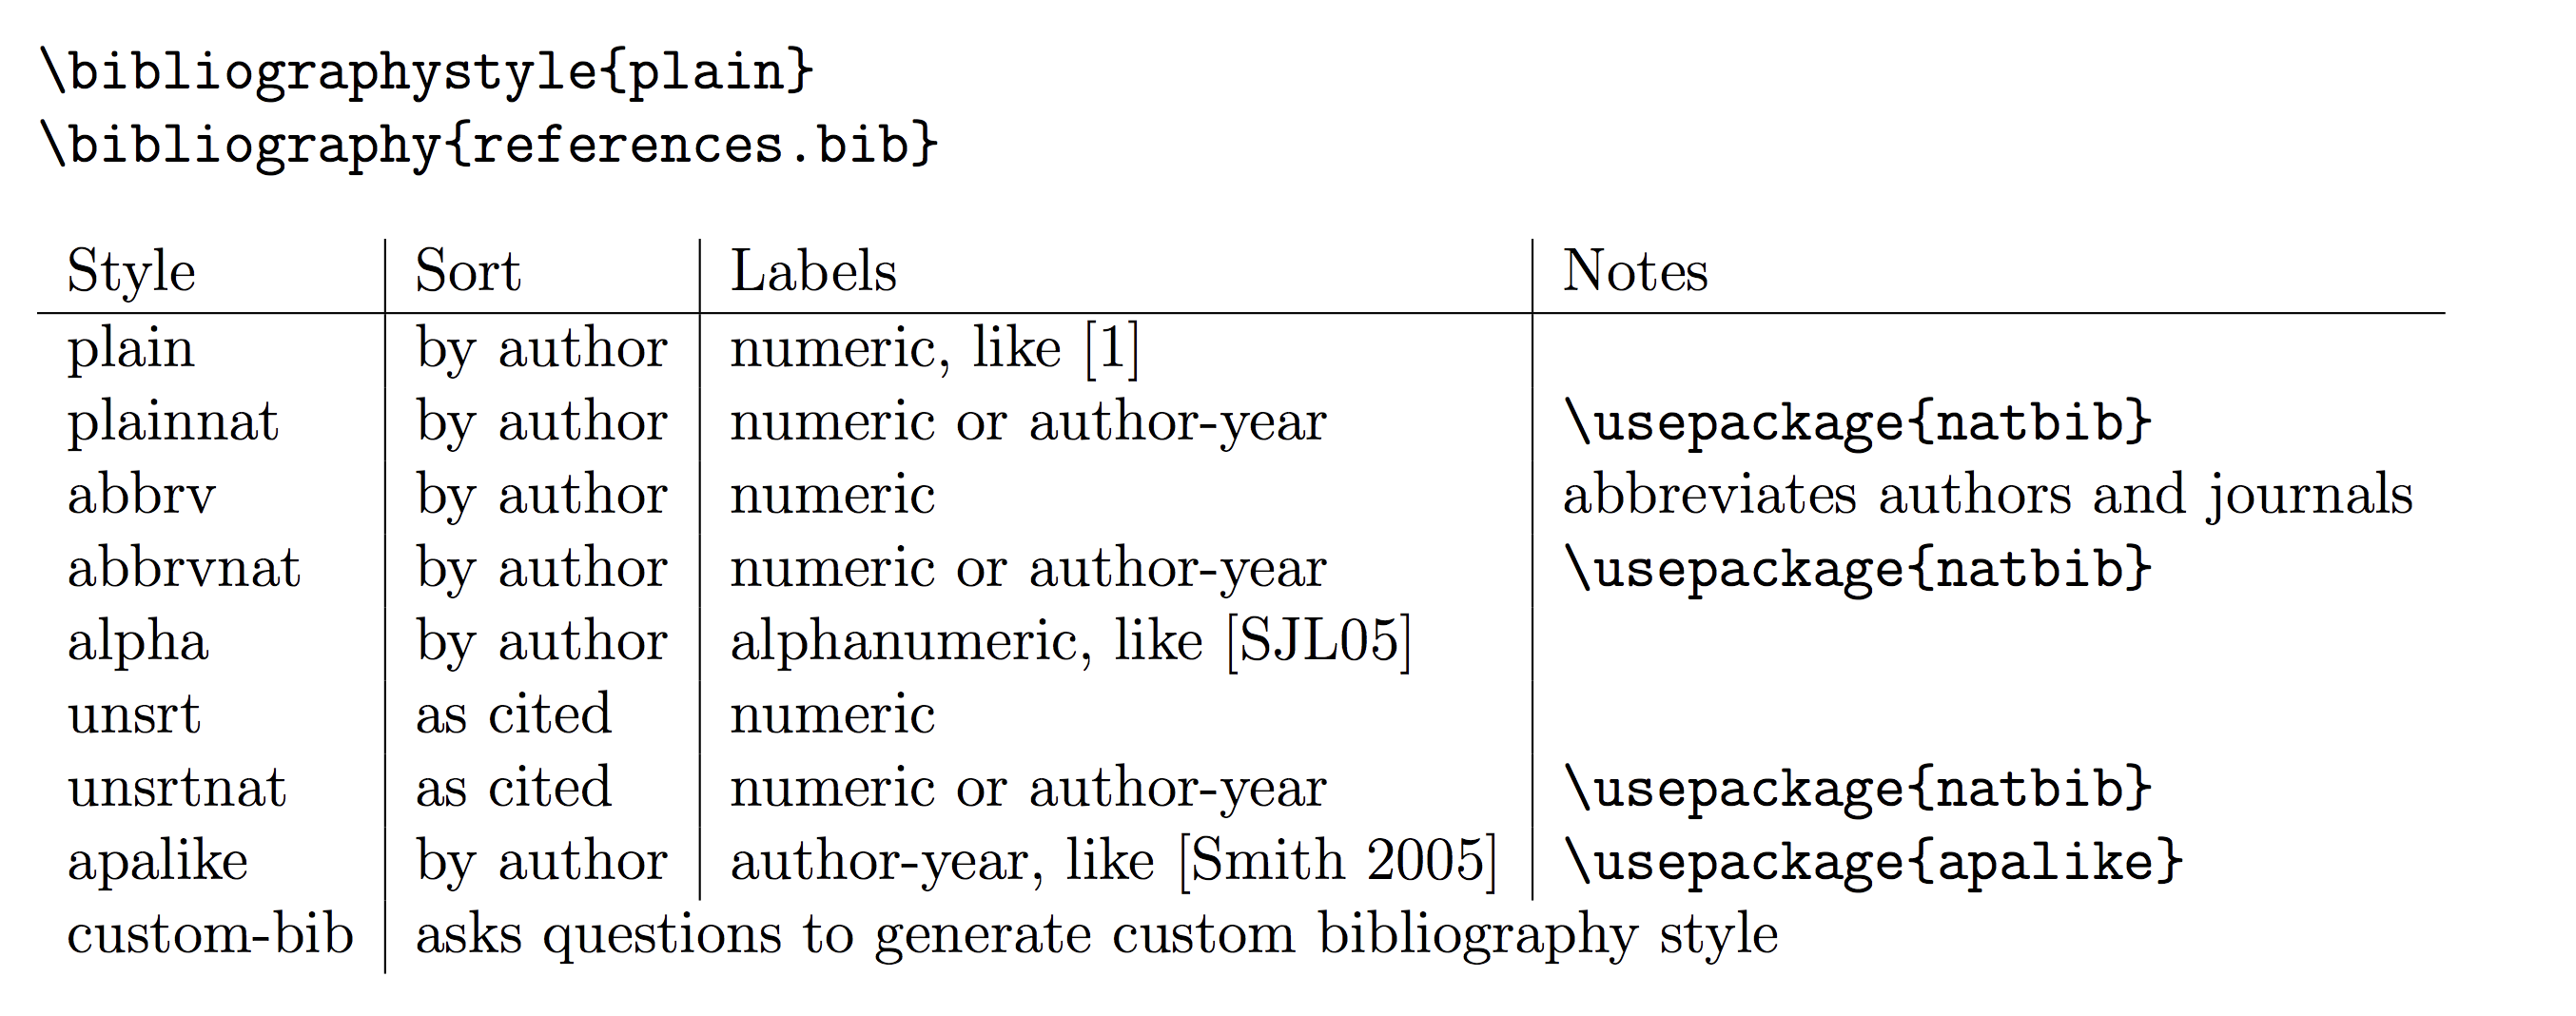 \bibliographystyle{plain}
\bibliography{references.bib}
Style Sort Labels Notes
plain by author numeric, like [1]
plainnat by author numeric or author-year \usepackage{natbib}
abbrv by author numeric abbreviates authors and journals
abbrvnat by author numeric or author-year \usepackage{natbib}
alpha by author alphanumeric, like [SJL05]
unsrt as cited numeric
unsrtnat as cited numeric or author-year \usepackage{natbib}
apalike by author author-year, like [Smith 2005] \usepackage{apalike}
custom-bib asks questions to generate custom bibliography style